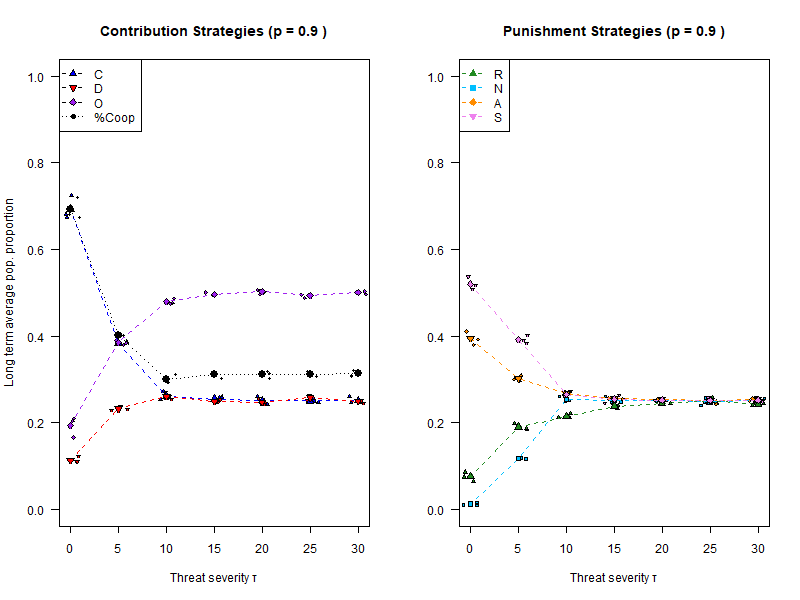 Contribution Strategies (p = 0.9 )
C
D
O
%Coop
Long term average pop. proportion
1.0
0.8
0.6
0.4
0.2
0.0
0 5 10 15 20 25 30
Threat severity τ
Punishment Strategies (p = 0.9 )
R
N
A
S
1.0
0.8
0.6
0.4
0.2
0.0
0 5 10 15 20 25 30
Threat severity τ